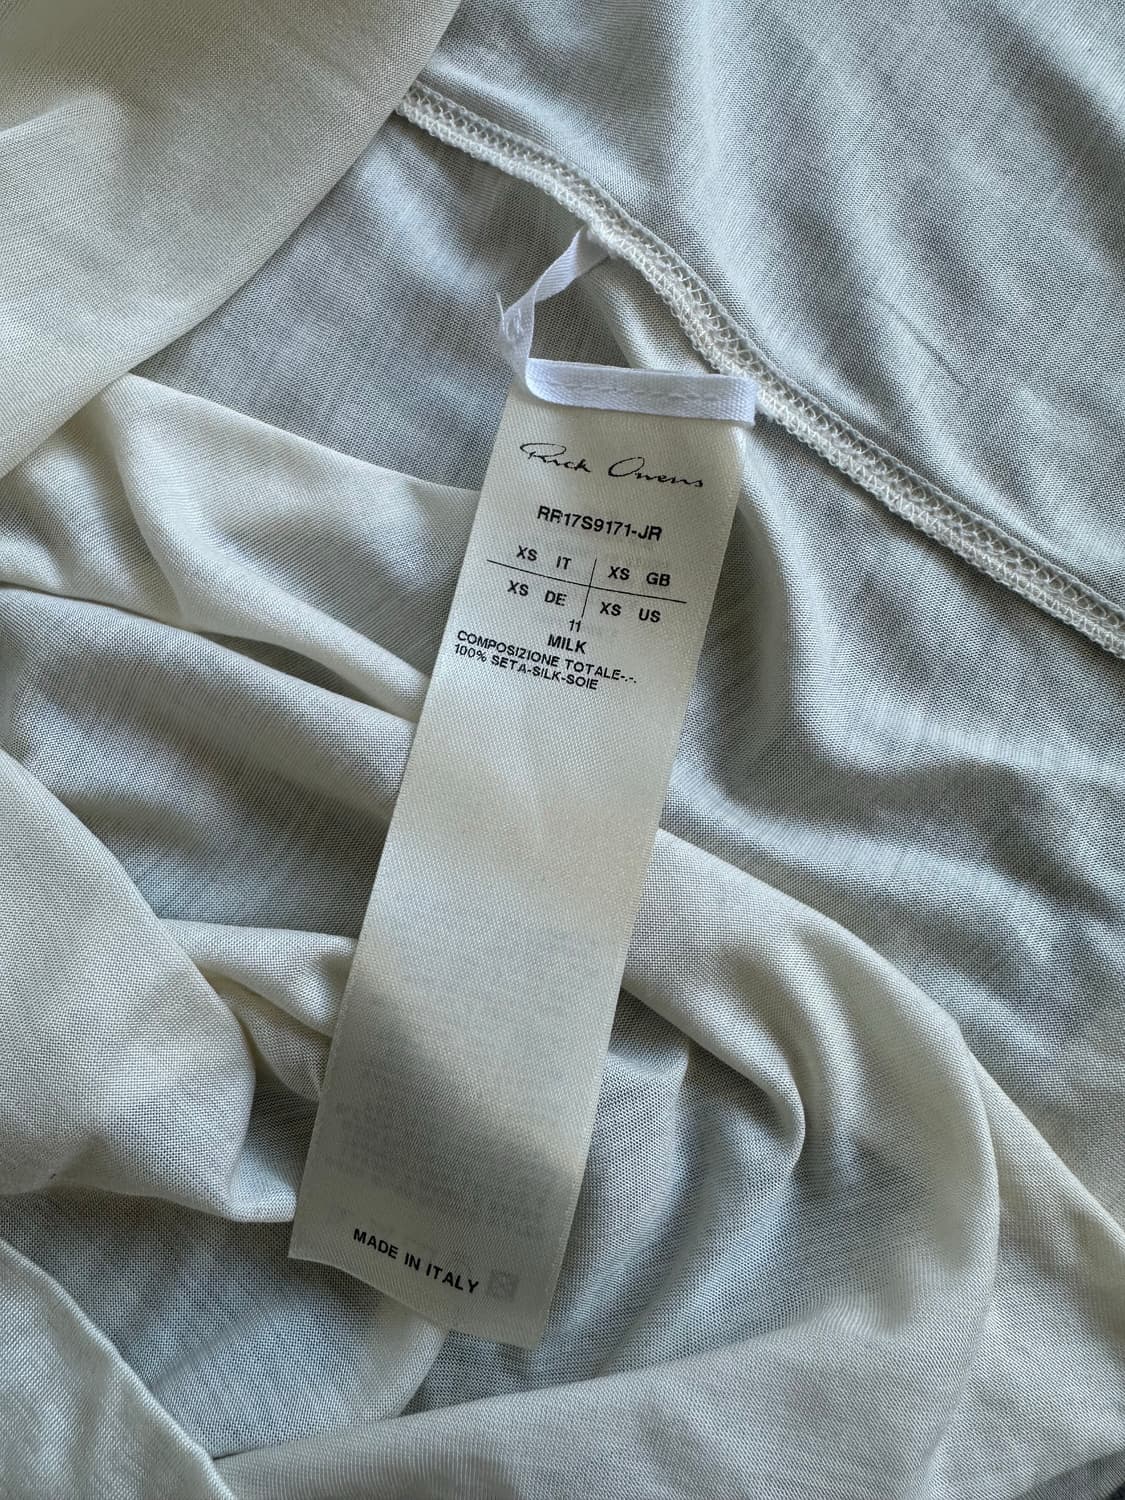 Rick Owens
RR17S9171-JR
XS IT XS GB
XS DE XS US
11
MILK
COMPOSIZIONE TOTALE-.-.
100% SETA-SILK-SOIE
MADE IN ITALY